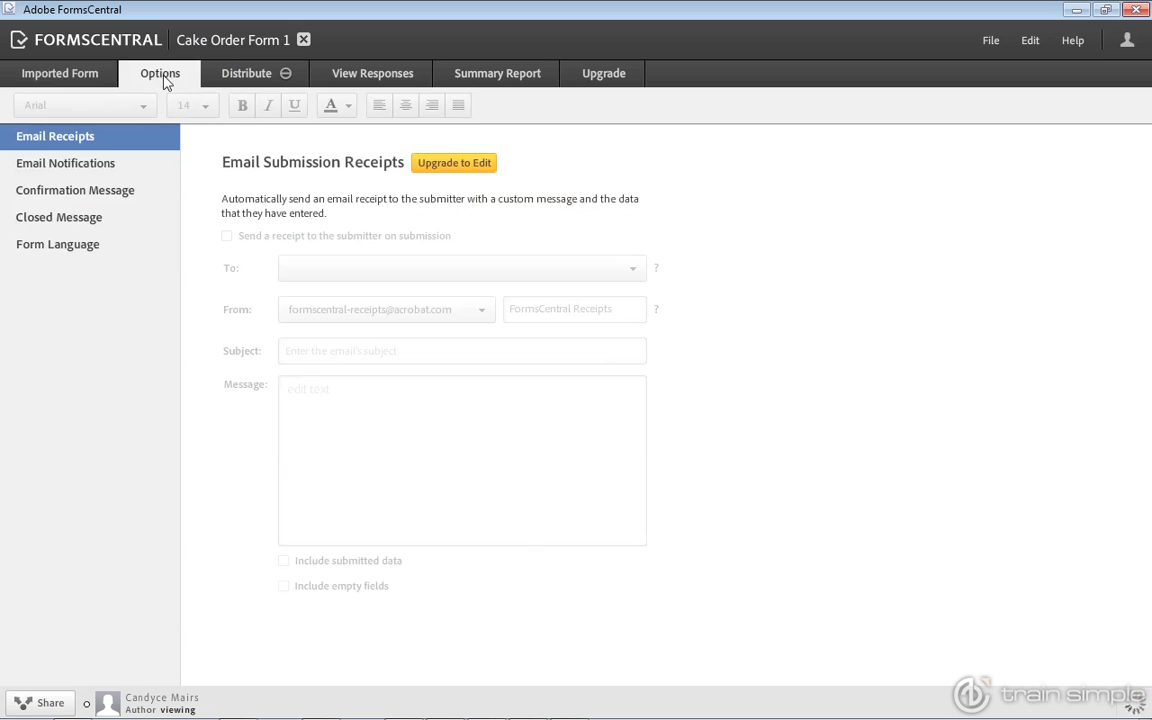 Adobe FormsCentral
FORMSCENTRAL Cake Order Form 1
File Edit Help
Imported Form Options Distribute View Responses Summary Report Upgrade
Arial 14 B I U A
Email Receipts
Email Notifications
Confirmation Message
Closed Message
Form Language
Email Submission Receipts Upgrade to Edit
Automatically send an email receipt to the submitter with a custom message and the data
that they have entered.
Send a receipt to the submitter on submission
To: ?
From: formscentral-receipts@acrobat.com FormsCentral Receipts ?
Subject: Enter the email's subject
Message: edit text
Include submitted data
Include empty fields
Share
Candyce Mairs
Author viewing
train simple